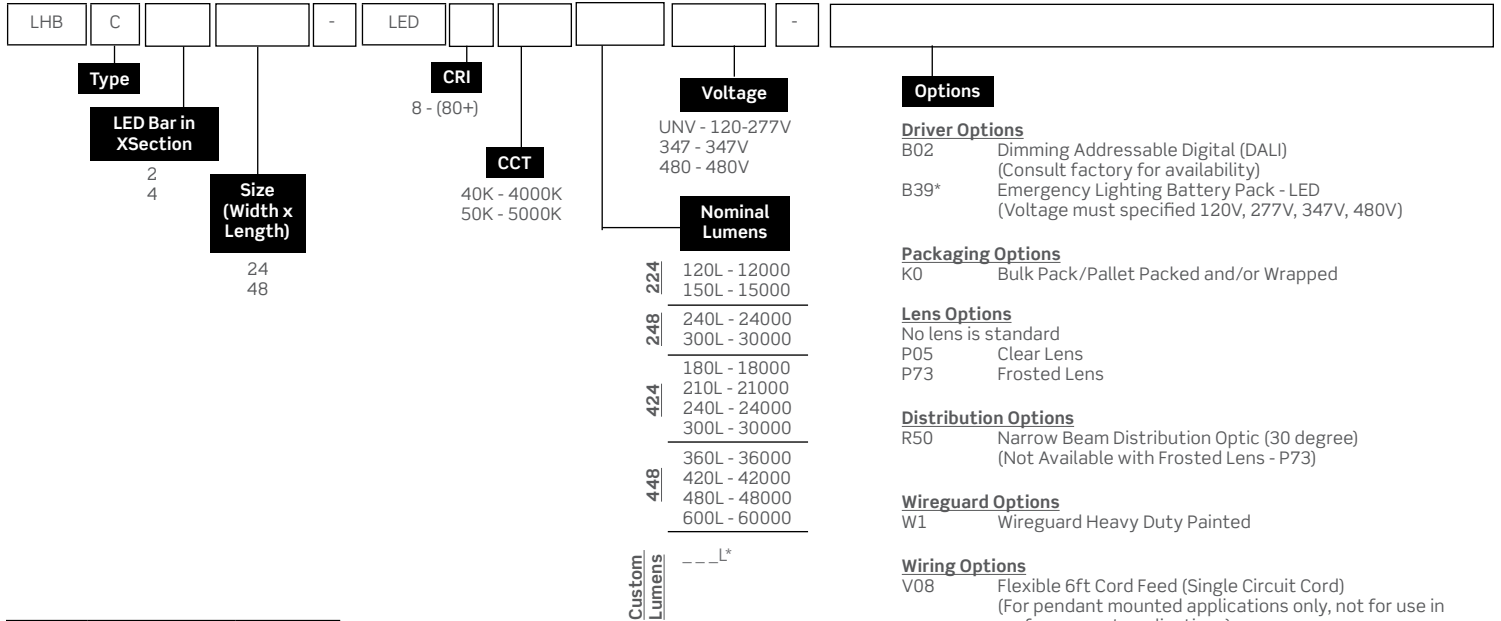 LHB C - LED -
Type
LED Bar in
XSection
2
4
Size
(Width x
Length)
24
48
CRI
8 - (80+)
CCT
40K - 4000K
50K - 5000K
Voltage
UNV - 120-277V
347 - 347V
480 - 480V
Nominal
Lumens
224
120L - 12000
150L - 15000
248
240L - 24000
300L - 30000
424
180L - 18000
210L - 21000
240L - 24000
300L - 30000
448
360L - 36000
420L - 42000
480L - 48000
600L - 60000
Custom
Lumens
_ _ _L*
Options
Driver Options
B02 Dimming Addressable Digital (DALI)
(Consult factory for availability)
B39* Emergency Lighting Battery Pack - LED
(Voltage must specified 120V, 277V, 347V, 480V)
Packaging Options
K0 Bulk Pack/Pallet Packed and/or Wrapped
Lens Options
No lens is standard
P05 Clear Lens
P73 Frosted Lens
Distribution Options
R50 Narrow Beam Distribution Optic (30 degree)
(Not Available with Frosted Lens - P73)
Wireguard Options
W1 Wireguard Heavy Duty Painted
Wiring Options
V08 Flexible 6ft Cord Feed (Single Circuit Cord)
(For pendant mounted applications only, not for use in